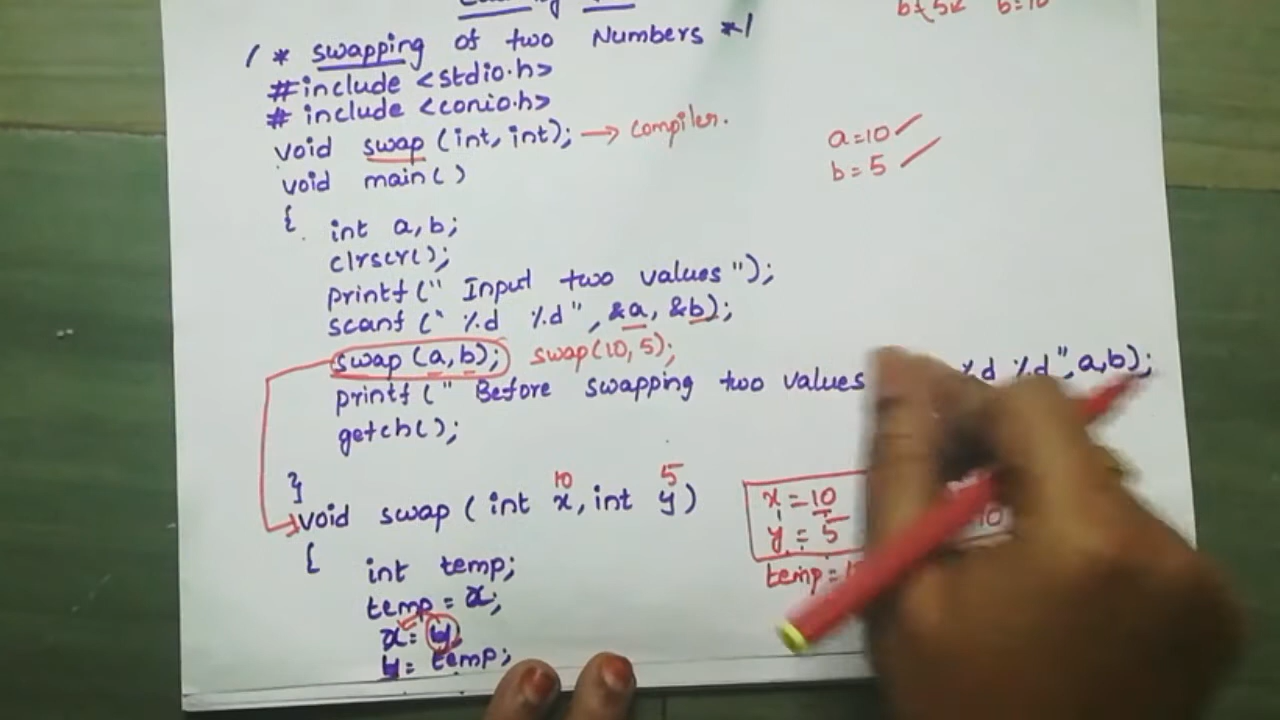 b=10
/* swapping of two Numbers */
#include <stdio.h>
# include <conio.h>
void swap (int, int); → compiler.
a=10
b=5
void main()
{
int a,b;
clrscr();
printf(" Input two values");
scanf (" %d %d", &a, &b);
swap (a,b); swap(10,5);
printf (" Before swapping two values %d %d",a,b);
getch();
}
10 5
void swap ( int x, int y)
x=10
y=5
{
int temp;
temp = x;
x=y;
y= temp;